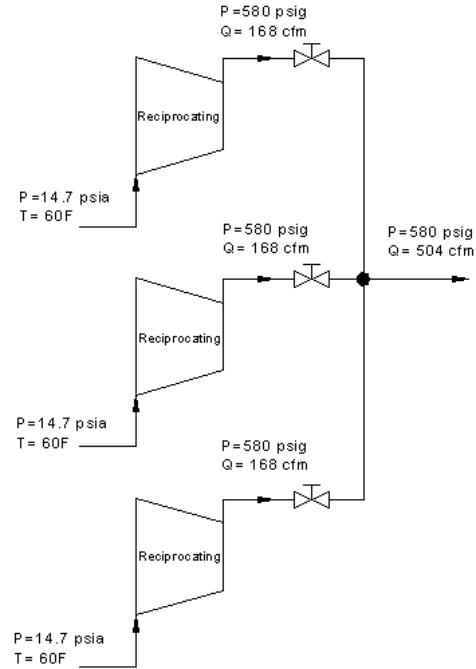 P=580 psig
Q= 168 cfm
Reciprocating
P=14.7 psia
T= 60F
P=580 psig
Q= 168 cfm
P=580 psig
Q= 504 cfm
Reciprocating
P=14.7 psia
T= 60F
P=580 psig
Q= 168 cfm
Reciprocating
P=14.7 psia
T= 60F